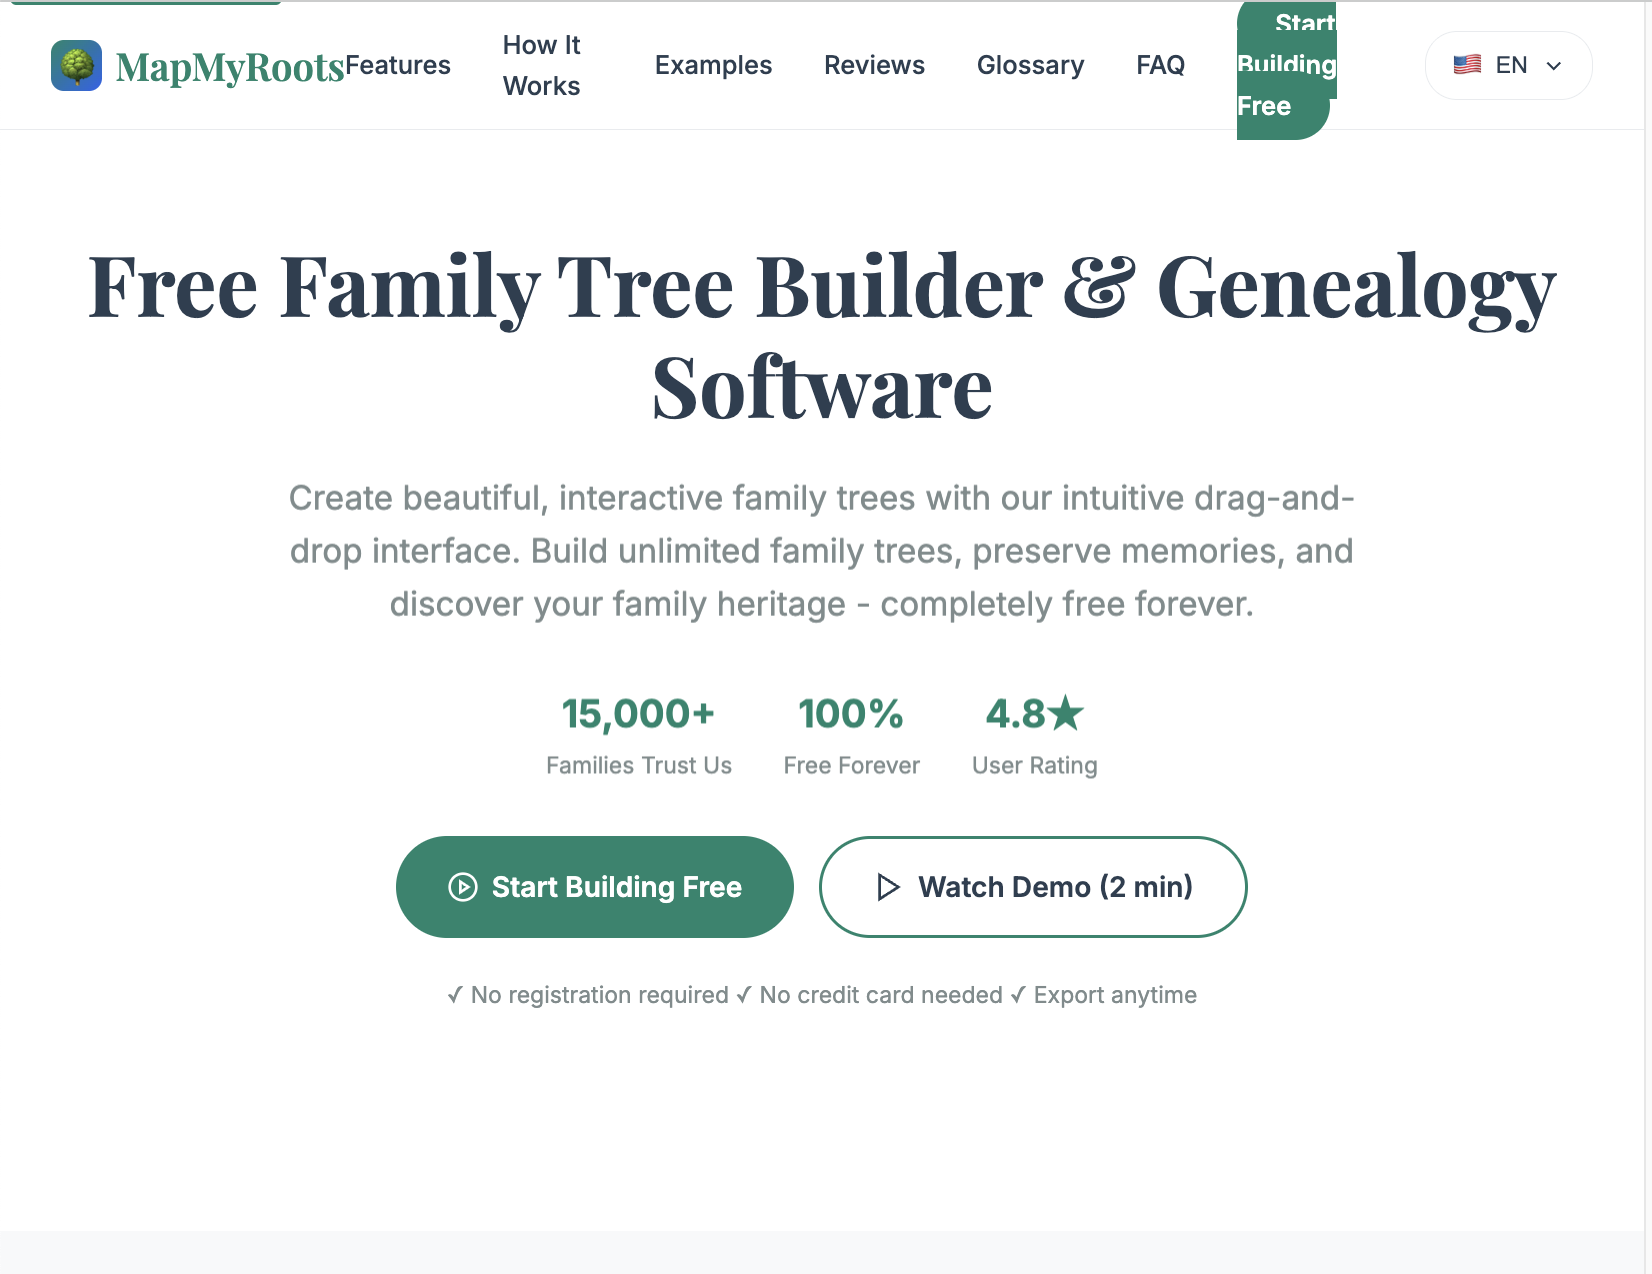 MapMyRoots
Features
How It
Works
Examples
Reviews
Glossary
FAQ
Start
Building
Free
EN
Free Family Tree Builder & Genealogy
Software
Create beautiful, interactive family trees with our intuitive drag-and-
drop interface. Build unlimited family trees, preserve memories, and
discover your family heritage - completely free forever.
15,000+ 100% 4.8★
Families Trust Us Free Forever User Rating
Start Building Free Watch Demo (2 min)
✓ No registration required ✓ No credit card needed ✓ Export anytime